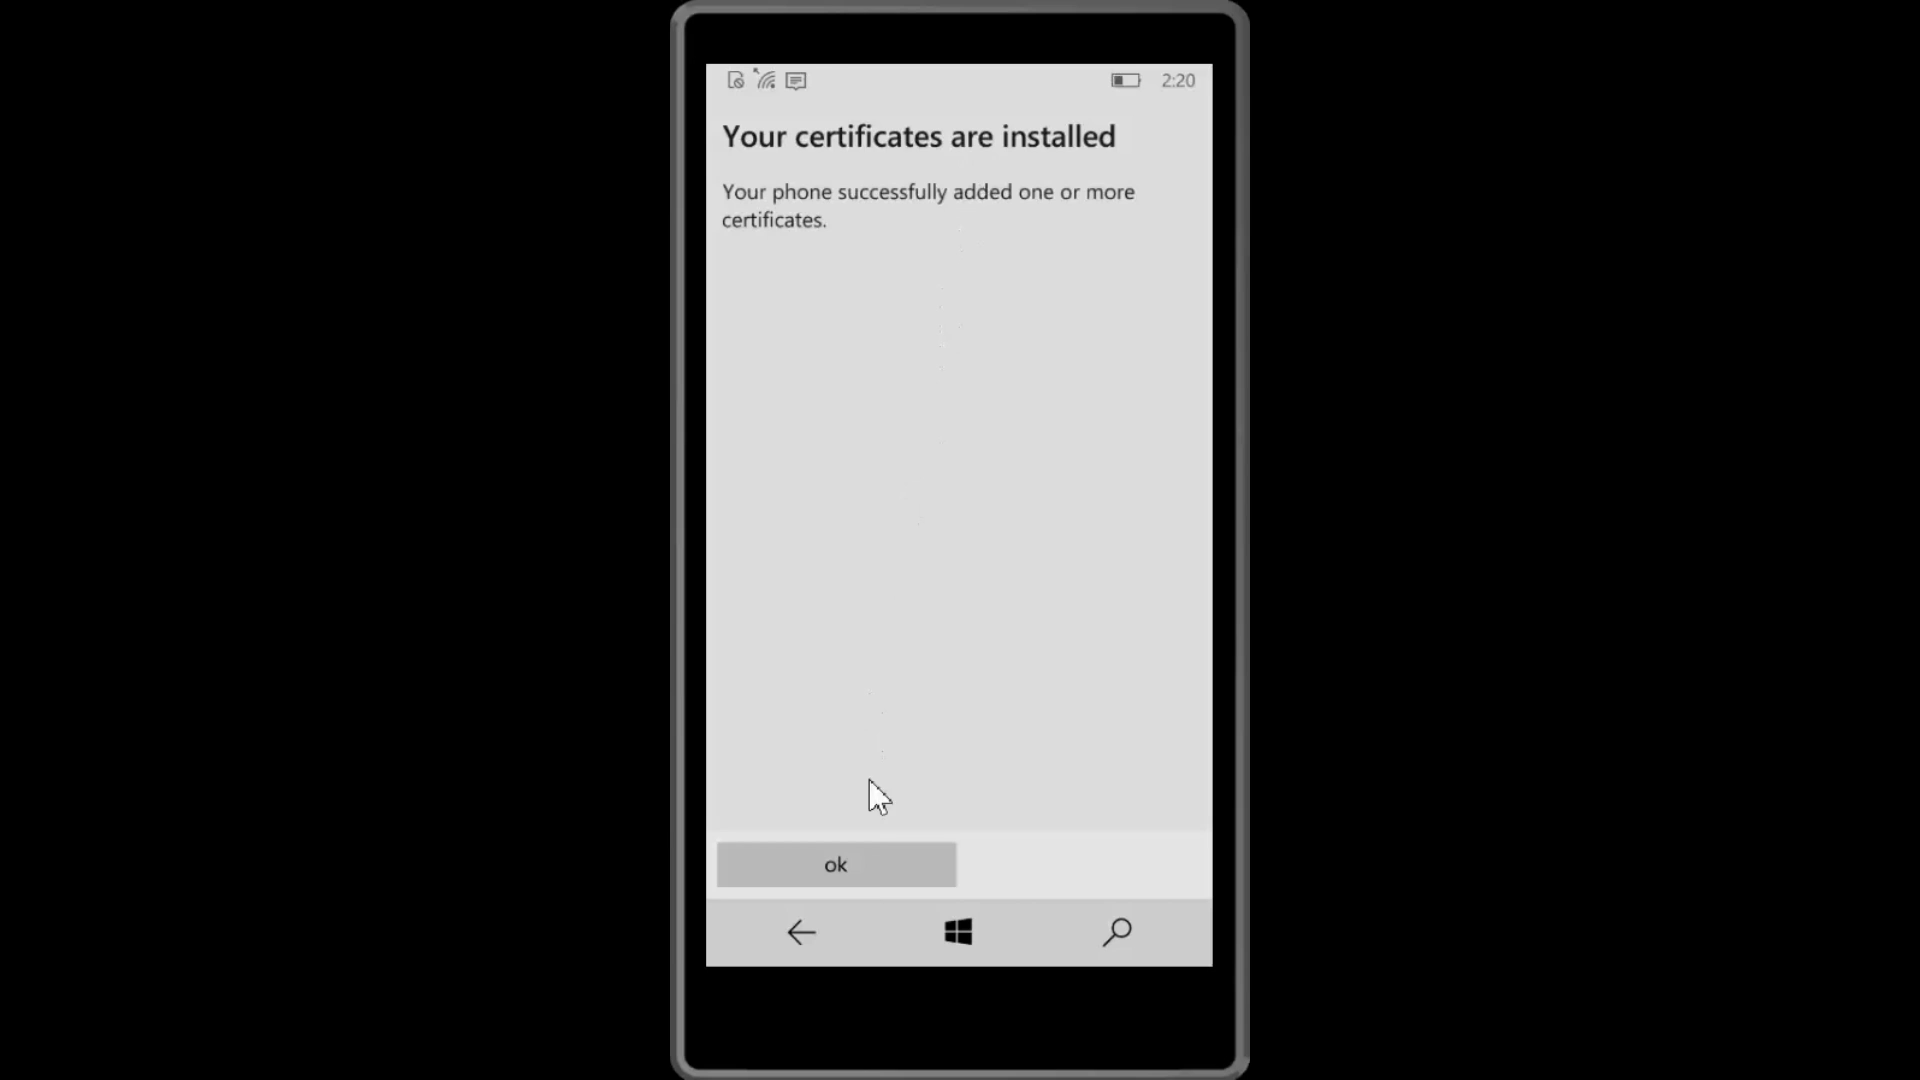 2:20
Your certificates are installed
Your phone successfully added one or more
certificates.
ok